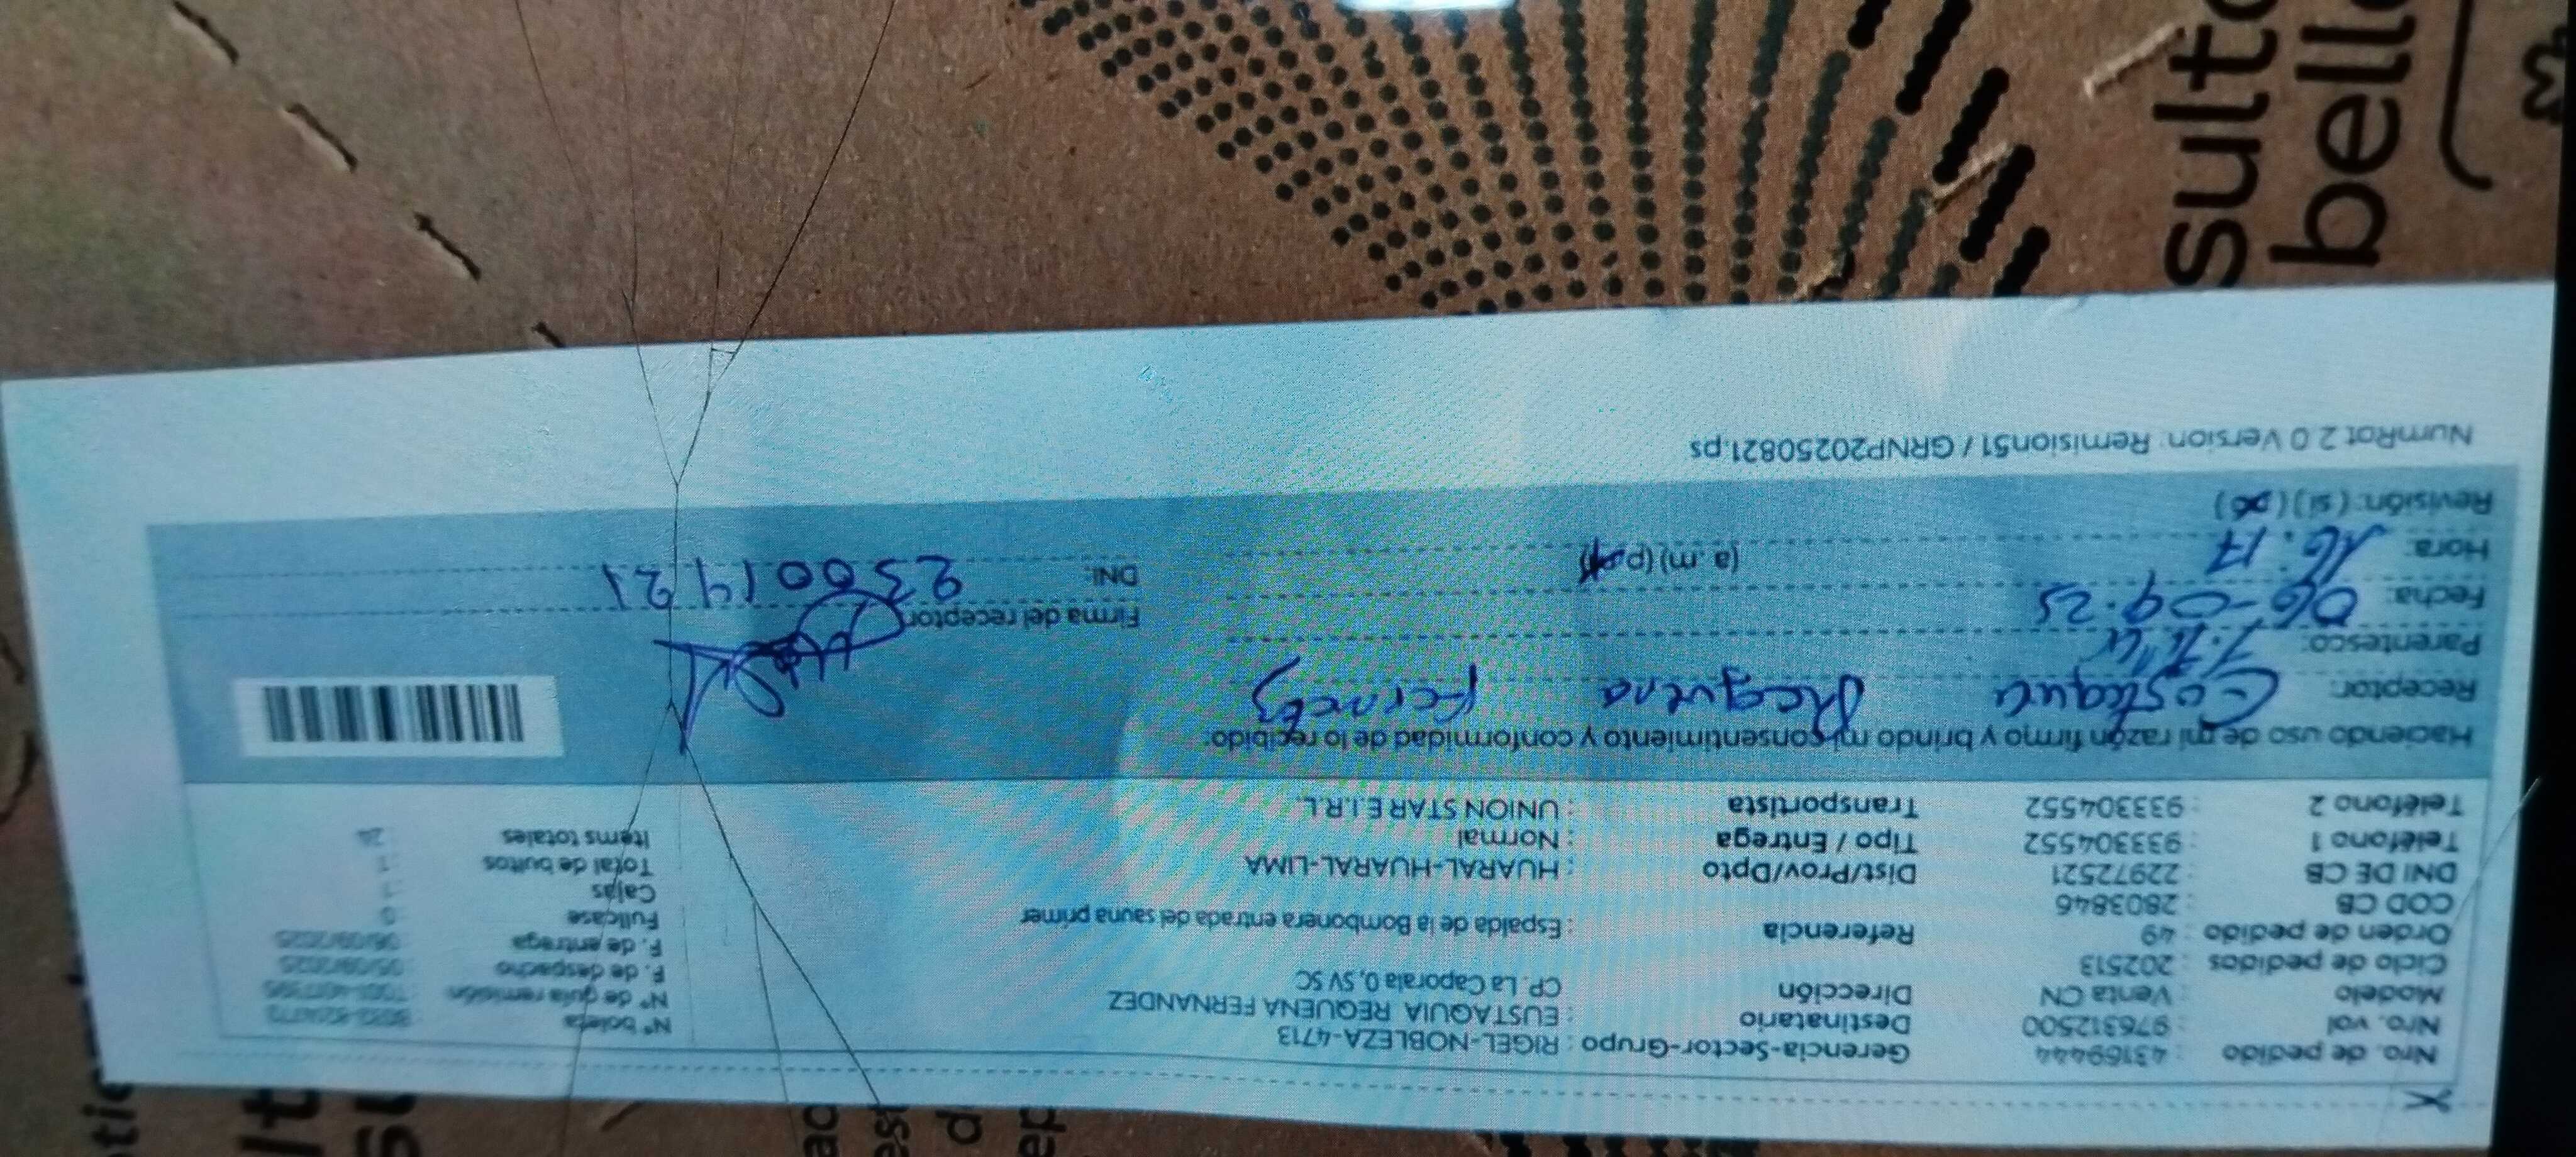 Nro. de pedido : 43169444
Nro. vol : 976312500
Modelo : Venta CN
Ciclo de pedidos : 202513
Orden de pedido : 49
COD CB : 2803846
DNI DE CB : 22972521
Teléfono 1 : 933304552
Teléfono 2 : 933304552
Gerencia-Sector-Grupo : RIGEL-NOBLEZA-4713
Destinatario : EUSTAQUIA REQUENA FERNANDEZ
Dirección CP. La Caporala 0, SV SC
Referencia : Espalda de la Bombonera entrada del sauna primer
Dist/Prov/Dpto : HUARAL-HUARAL-LIMA
Tipo / Entrega : Normal
Transportista : UNION STAR E.I.R.L.
N° boleta
N° de guía remisión
F. de despacho : 05/09/2025
F. de entrega : 06/09/2025
Fullcase : 0
Cajas : 1
Total de bultos : 1
Items totales : 24
Haciendo uso de mi razón firmo y brindo mi consentimiento y conformidad de lo recibido:
Receptor: Requena
Parentesco:
Fecha: 06-09-25
Hora: 16:17 (a. m) (p
Revisión: (si) (
Firma del receptor
DNI:
NumRot 2.0 Version: Remision51 / GRNP20250821.ps